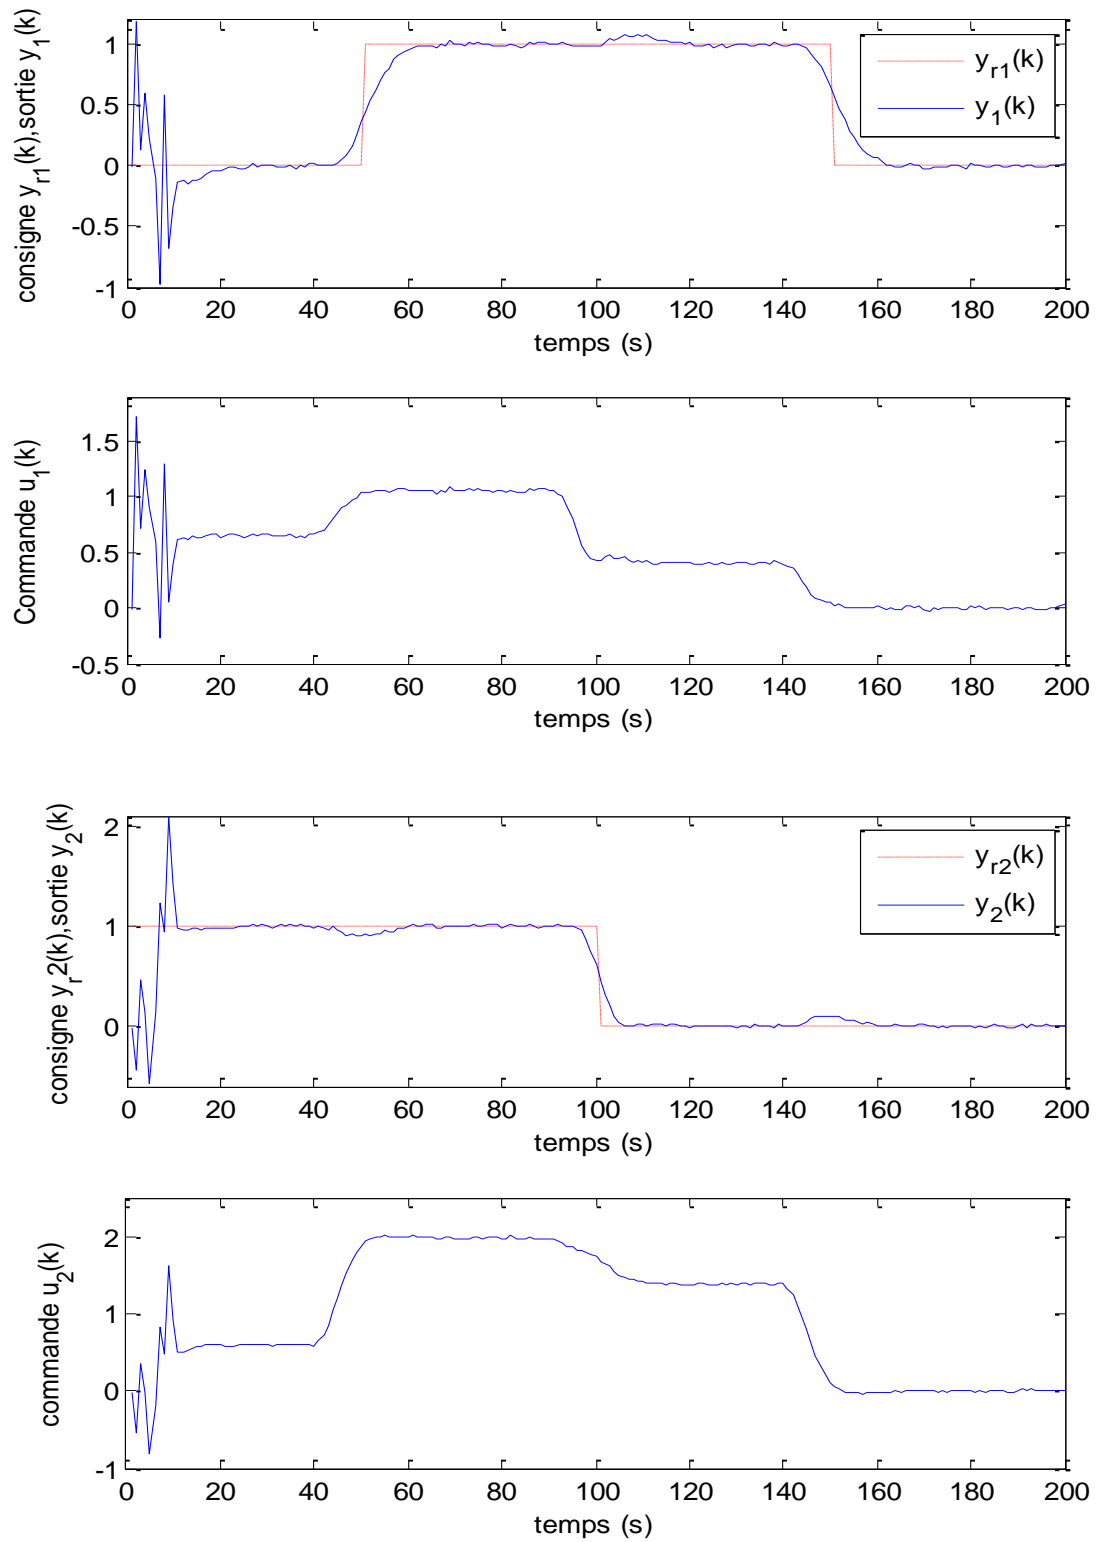 consigne y_r1(k),sortie y_1(k)
1
0.5
0
-0.5
-1
y_r1(k)
y_1(k)
0 20 40 60 80 100 120 140 160 180 200
temps (s)
Commande u_1(k)
1.5
1
0.5
0
-0.5
0 20 40 60 80 100 120 140 160 180 200
temps (s)
consigne y_r2(k),sortie y_2(k)
2
1
0
y_r2(k)
y_2(k)
0 20 40 60 80 100 120 140 160 180 200
temps (s)
commande u_2(k)
2
1
0
-1
0 20 40 60 80 100 120 140 160 180 200
temps (s)